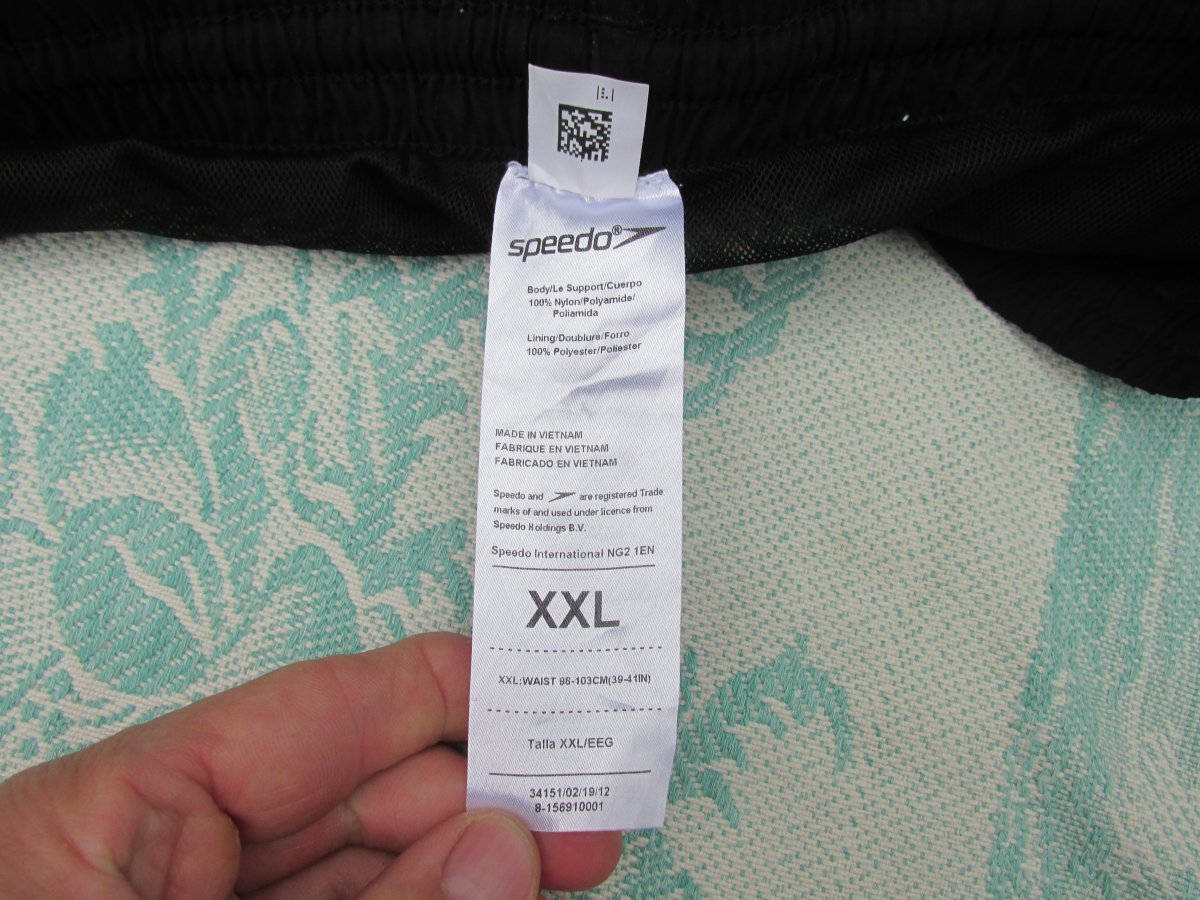 speedo®
Body/Le Support/Cuerpo
100% Nylon/Polyamide/
Poliamida
Lining/Doublure/Forro
100% Polyester/Poliester
MADE IN VIETNAM
FABRIQUE EN VIETNAM
FABRICADO EN VIETNAM
Speedo and are registered Trade
marks of and used under licence from
Speedo Holdings B.V.
Speedo International NG2 1EN
XXL
XXL:WAIST 98-103CM(39-41IN)
Talla XXL/EEG
34151/02/19/12
8-156910001